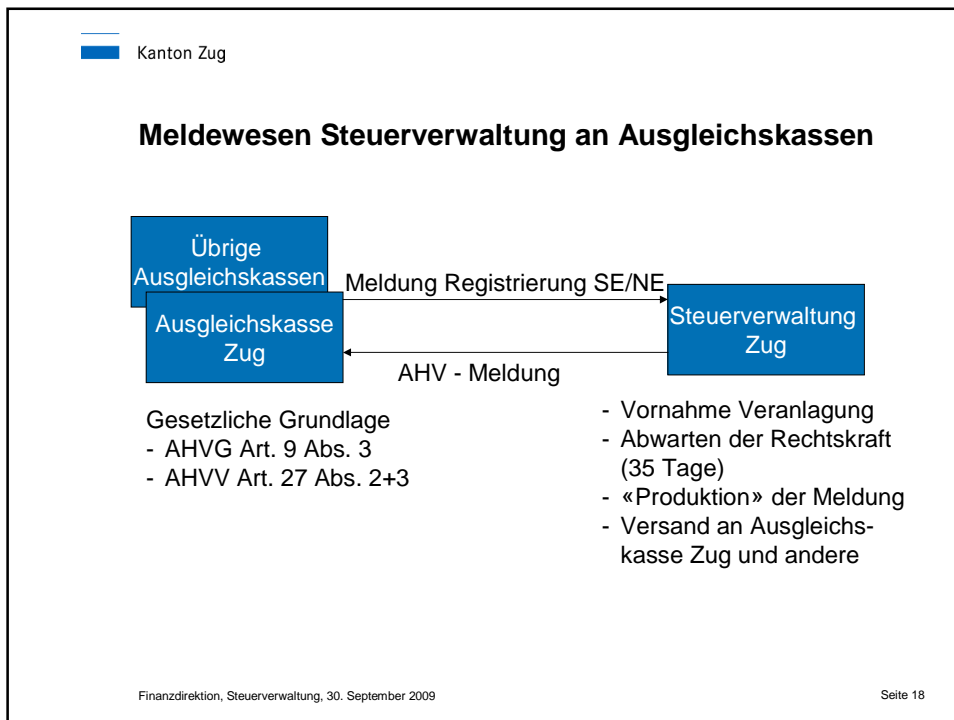 Kanton Zug
Meldewesen Steuerverwaltung an Ausgleichskassen
Übrige
Ausgleichskassen
Meldung Registrierung SE/NE
Ausgleichskasse
Zug
Steuerverwaltung
Zug
AHV - Meldung
Gesetzliche Grundlage
- AHVG Art. 9 Abs. 3
- AHVV Art. 27 Abs. 2+3
- Vornahme Veranlagung
- Abwarten der Rechtskraft
(35 Tage)
- «Produktion» der Meldung
- Versand an Ausgleichs-
kasse Zug und andere
Finanzdirektion, Steuerverwaltung, 30. September 2009
Seite 18